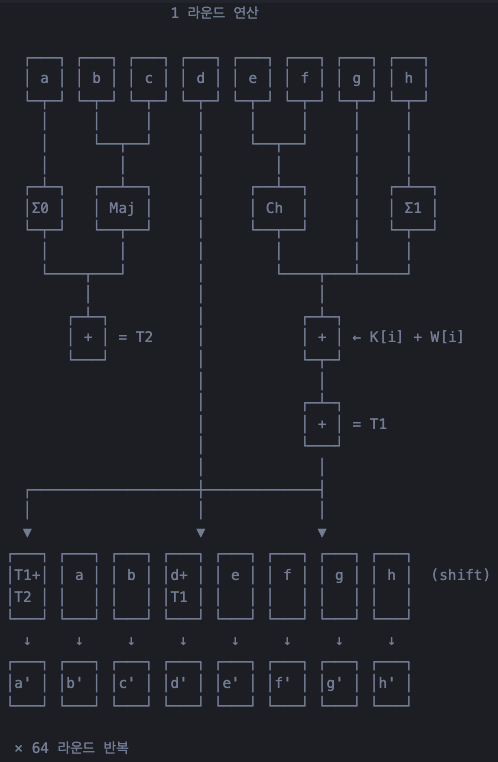 1 라운드 연산
a b c d e f g h
Σ0 Maj Ch Σ1
+ = T2 + ← K[i] + W[i]
+ = T1
T1+ a b d+ e f g h (shift)
T2 T1
↓ ↓ ↓ ↓ ↓ ↓ ↓ ↓
a' b' c' d' e' f' g' h'
× 64 라운드 반복